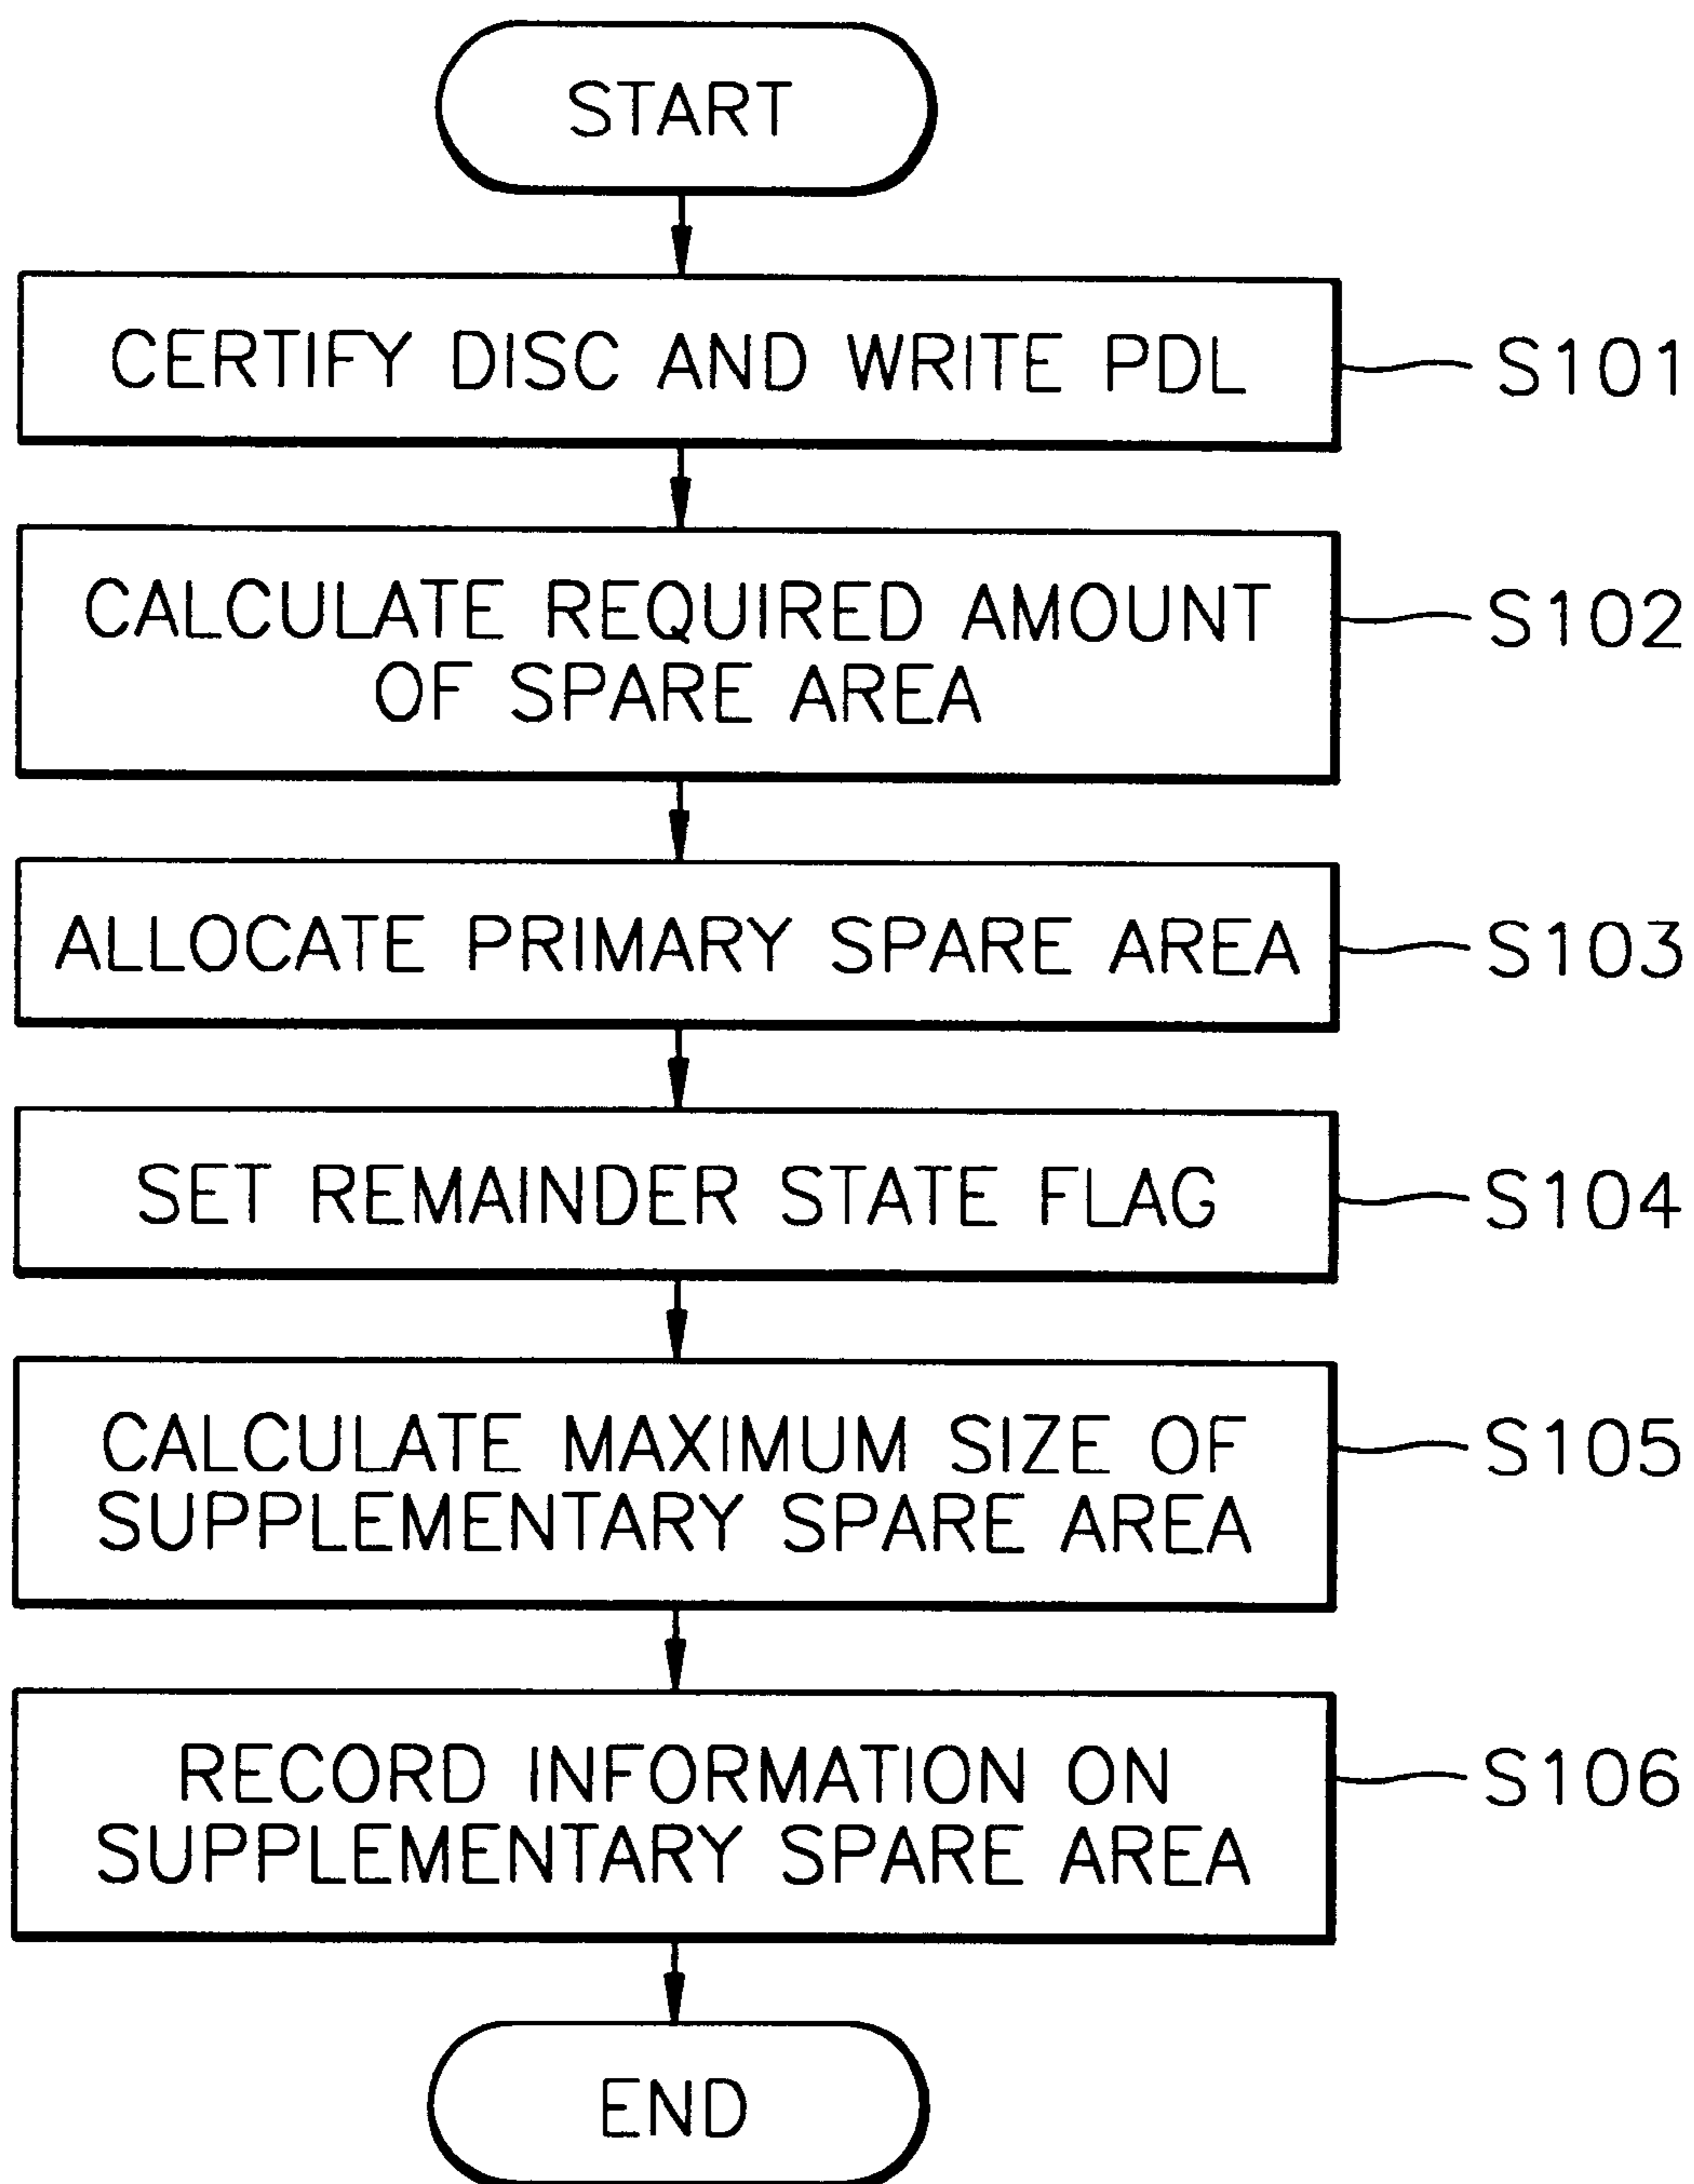 START
CERTIFY DISC AND WRITE PDL
S101
CALCULATE REQUIRED AMOUNT
OF SPARE AREA
S102
ALLOCATE PRIMARY SPARE AREA
S103
SET REMAINDER STATE FLAG
S104
CALCULATE MAXIMUM SIZE OF
SUPPLEMENTARY SPARE AREA
S105
RECORD INFORMATION ON
SUPPLEMENTARY SPARE AREA
S106
END